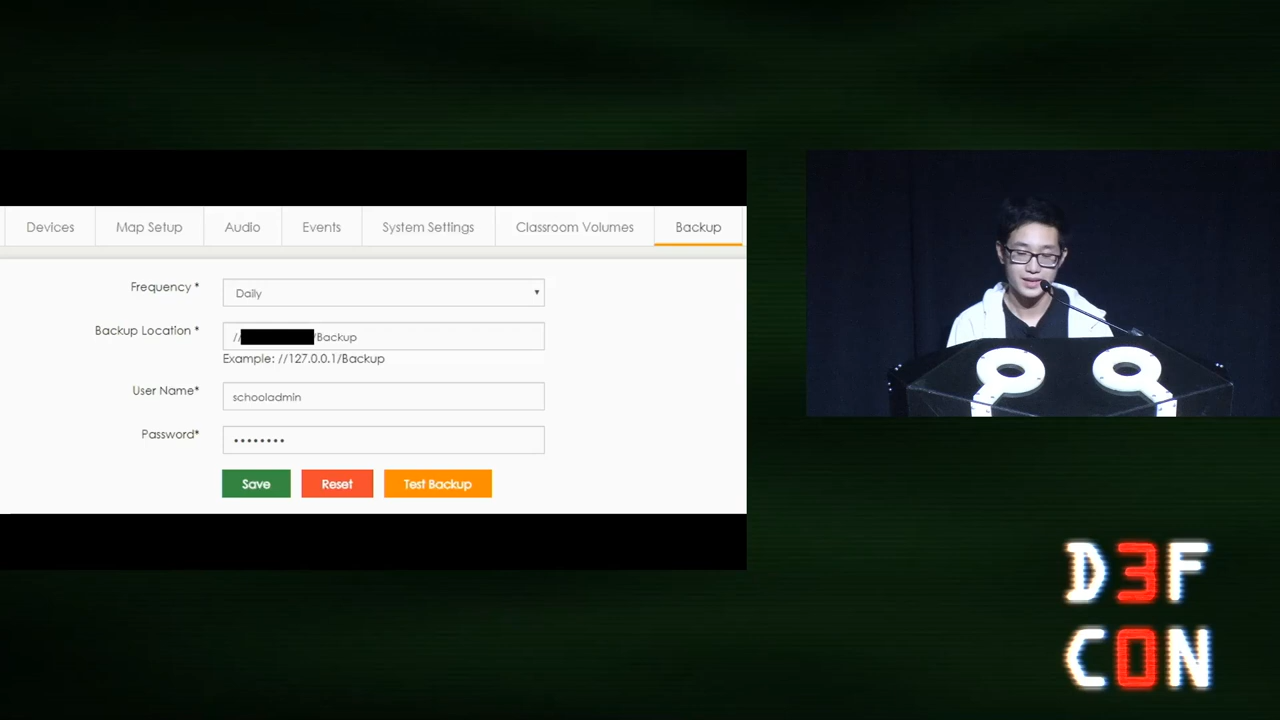 Devices Map Setup Audio Events System Settings Classroom Volumes Backup
Frequency * Daily
Backup Location * // /Backup
Example: //127.0.0.1/Backup
User Name* schooladmin
Password* ••••••••
Save Reset Test Backup
D3F
C0N